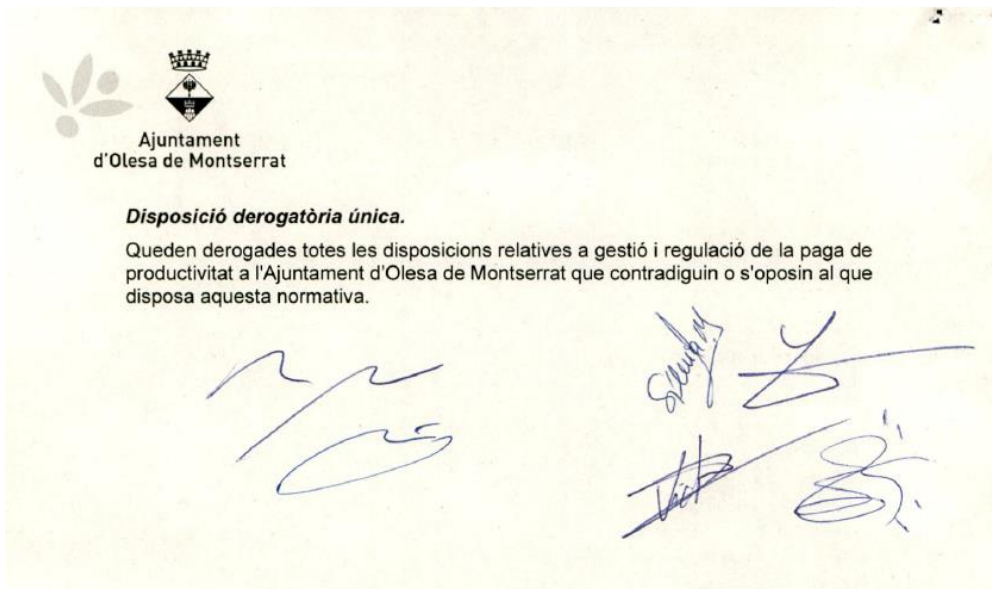 Ajuntament
d'Olesa de Montserrat
Disposició derogatòria única.
Queden derogades totes les disposicions relatives a gestió i regulació de la paga de
productivitat a l'Ajuntament d'Olesa de Montserrat que contradiguin o s'oposin al que
disposa aquesta normativa.